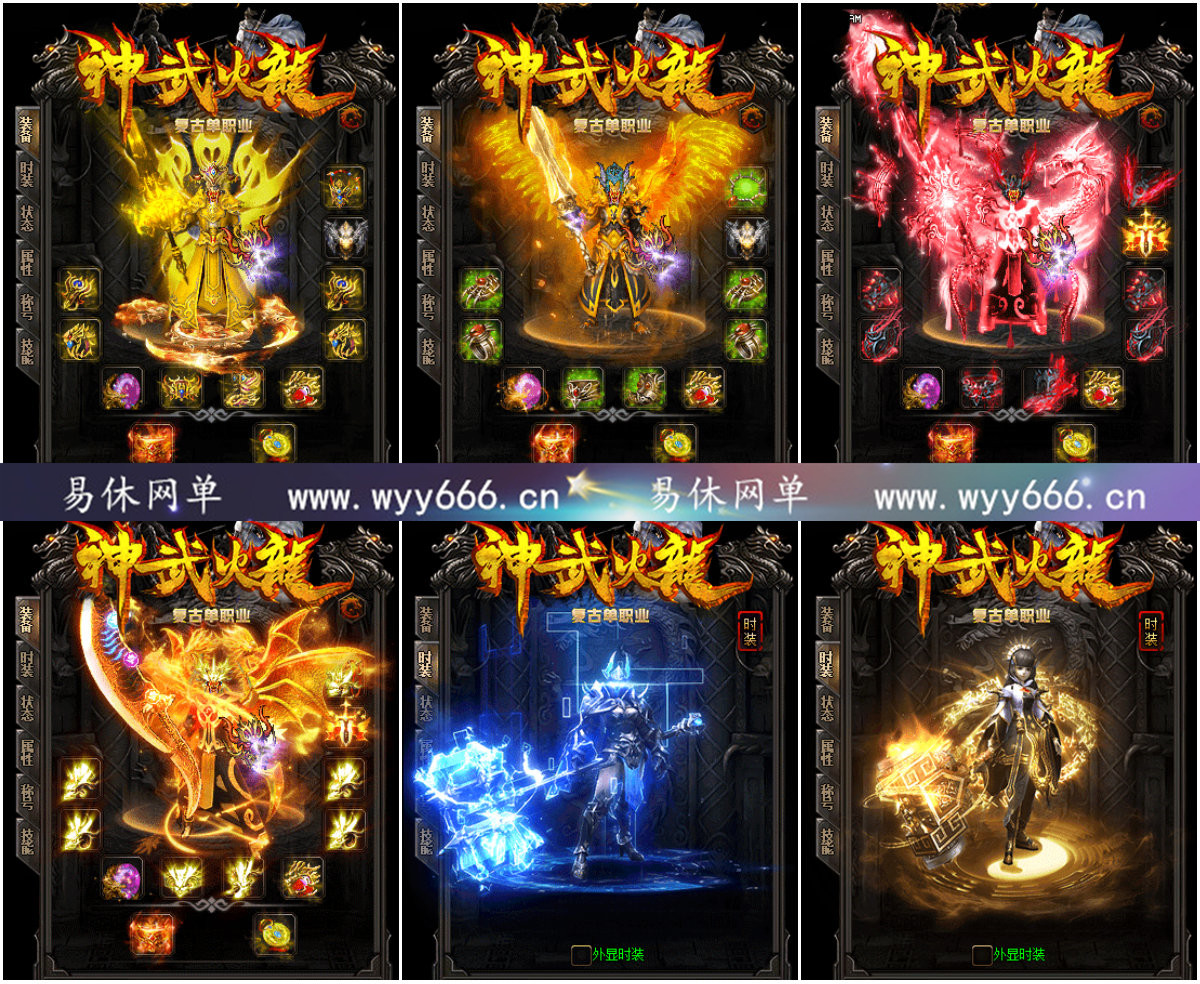 神武火龍
复古单职业
装备
时装
状态
属性
称号
技能
神武火龍
复古单职业
装备
时装
状态
属性
称号
技能
神武火龍
复古单职业
装备
时装
状态
属性
称号
技能
易休网单 www.wyy666.cn 易休网单 www.wyy666.cn
神武火龍
复古单职业
装备
时装
状态
属性
称号
技能
神武火龍
复古单职业
时装
装备
时装
状态
属性
称号
技能
外显时装
神武火龍
复古单职业
时装
装备
时装
状态
属性
称号
技能
外显时装